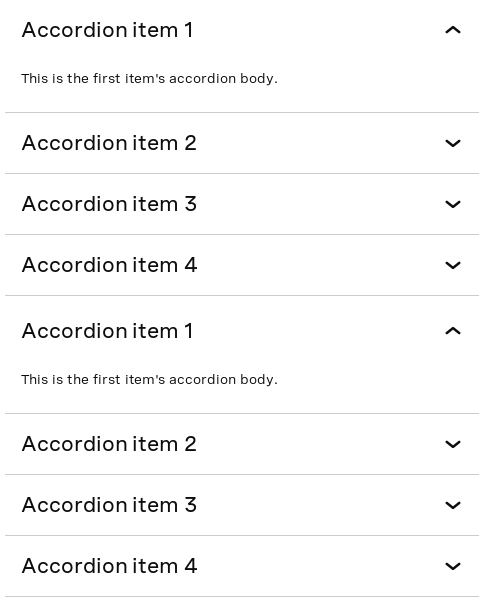 Accordion item 1
This is the first item's accordion body.
Accordion item 2
Accordion item 3
Accordion item 4
Accordion item 1
This is the first item's accordion body.
Accordion item 2
Accordion item 3
Accordion item 4